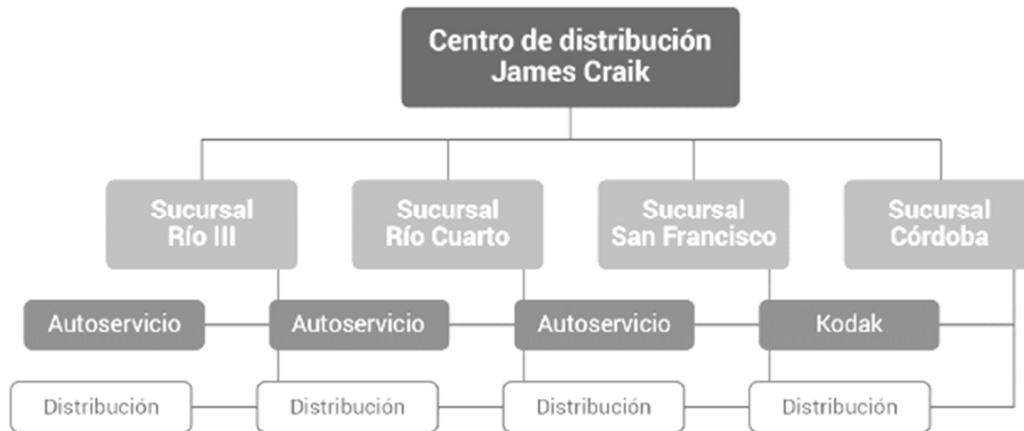 Centro de distribución
James Craik
Sucursal
Río III
Sucursal
Río Cuarto
Sucursal
San Francisco
Sucursal
Córdoba
Autoservicio
Autoservicio
Autoservicio
Kodak
Distribución
Distribución
Distribución
Distribución